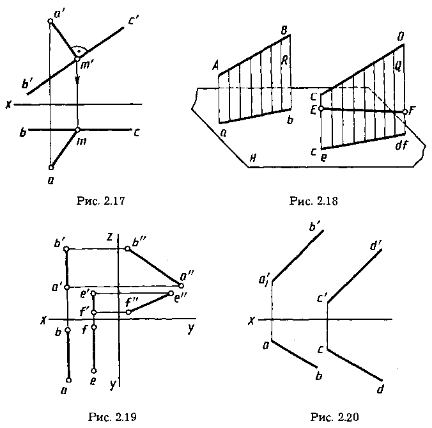 a'
c'
m'
b'
x
b
m
c
a
Рис. 2.17
B
A
R
a
b
H
D
Q
C
E
F
c
e
df
Рис. 2.18
z
b'
b"
a'
a"
e'
e"
f'
f"
x
y
b
f
e
a
y
Рис. 2.19
b'
d'
a'
c'
x
a
c
b
d
Рис. 2.20